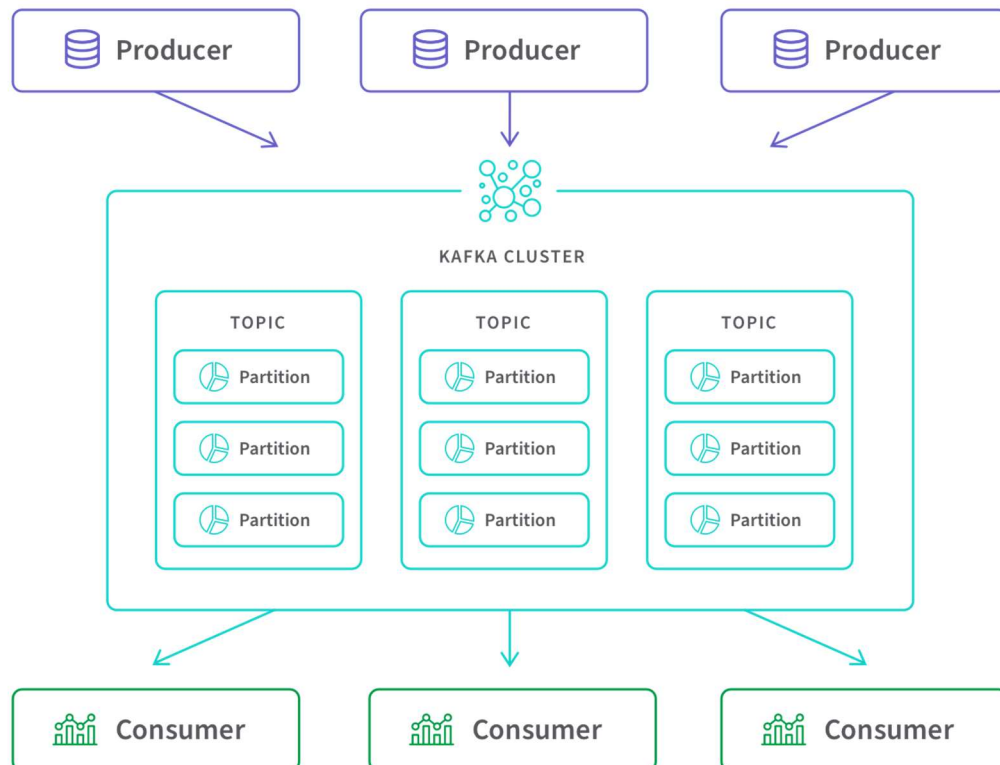 Producer Producer Producer
KAFKA CLUSTER
TOPIC TOPIC TOPIC
Partition Partition Partition
Partition Partition Partition
Partition Partition Partition
Consumer Consumer Consumer